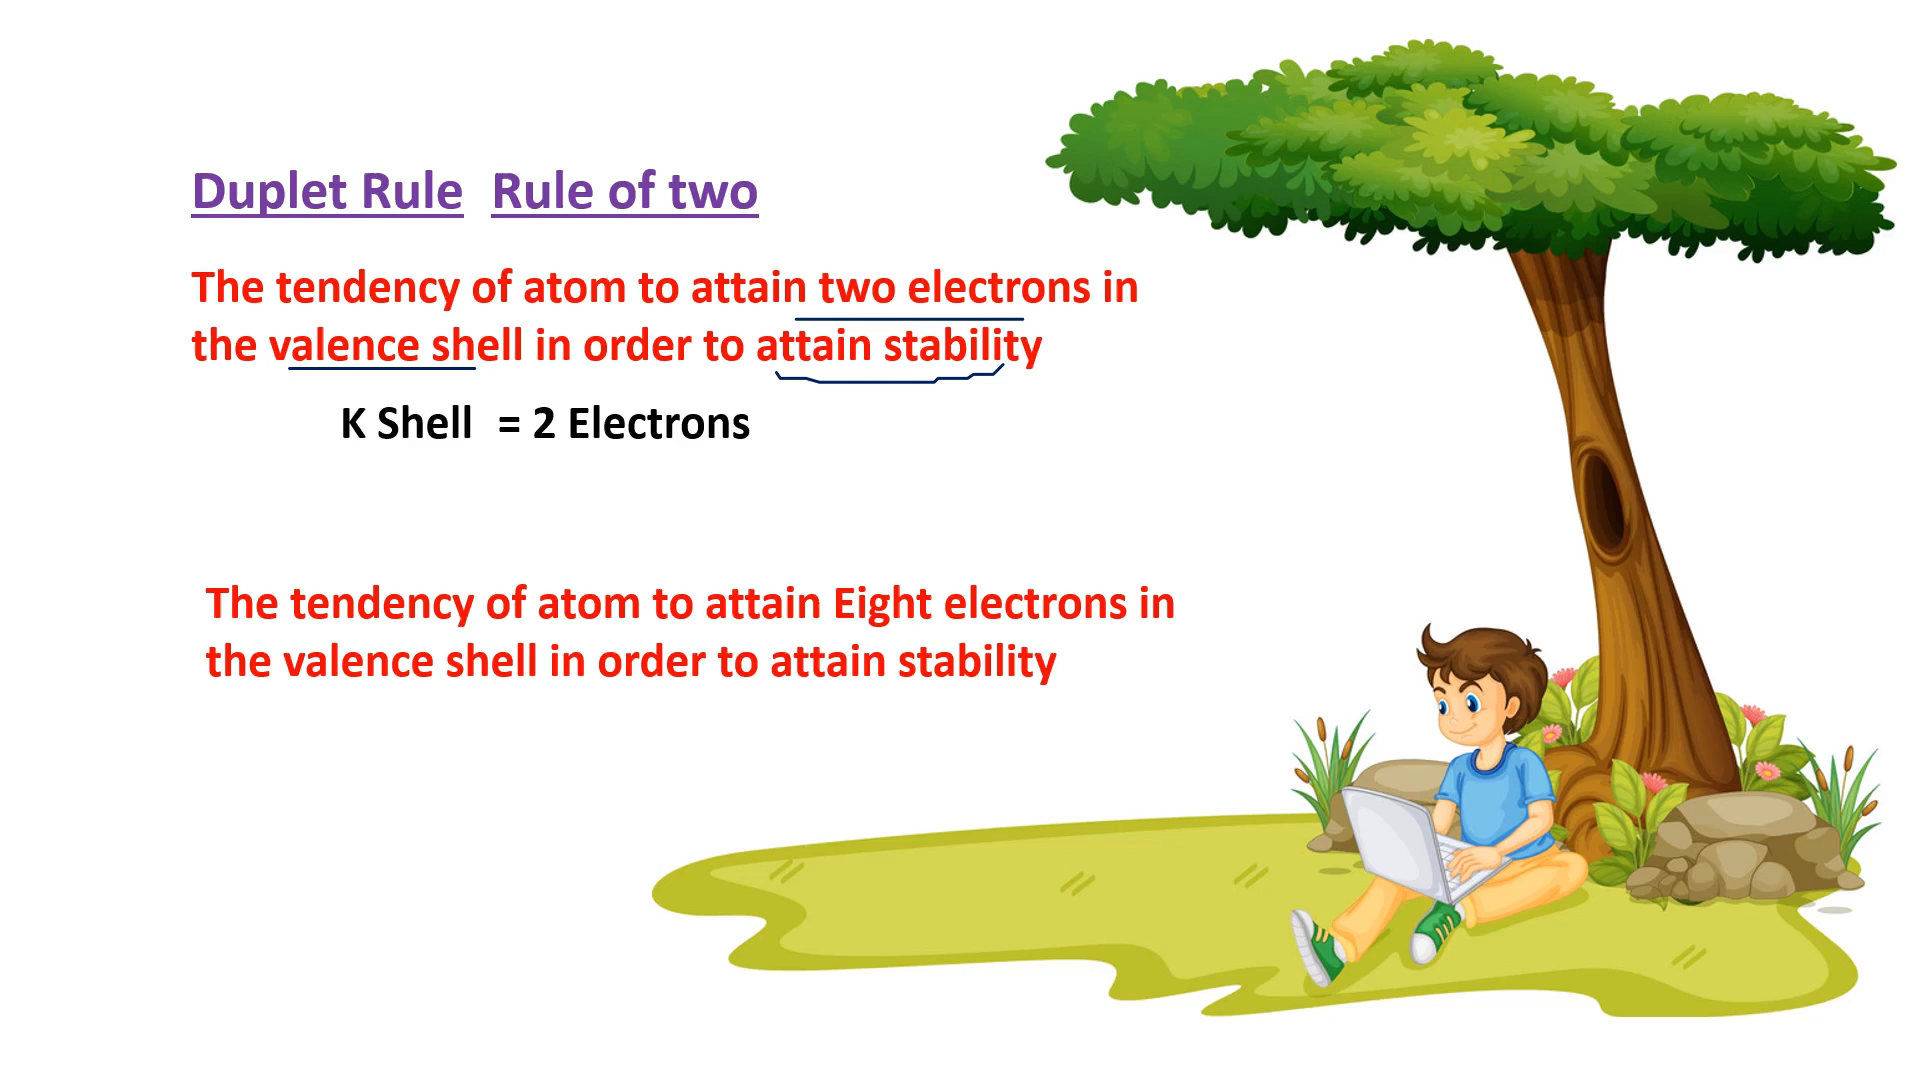 Duplet Rule Rule of two
The tendency of atom to attain two electrons in
the valence shell in order to attain stability
K Shell = 2 Electrons
The tendency of atom to attain Eight electrons in
the valence shell in order to attain stability